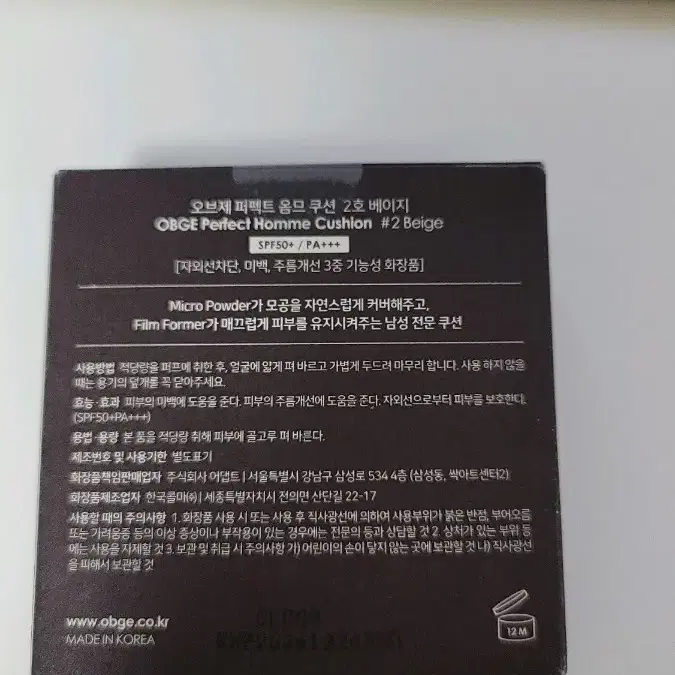 오브제 퍼펙트 옴므 쿠션 2호 베이지
OBGE Perfect Homme Cushion #2 Beige
SPF50+ / PA+++
[자외선차단, 미백, 주름개선 3중 기능성 화장품]
Micro Powder가 모공을 자연스럽게 커버해주고,
Film Former가 매끄럽게 피부를 유지시켜주는 남성 전문 쿠션
사용방법 적당량을 퍼프에 취한 후, 얼굴에 얇게 펴 바르고 가볍게 두드려 마무리 합니다. 사용 하지 않을
때는 용기의 덮개를 꼭 닫아주세요.
효능·효과 피부의 미백에 도움을 준다. 피부의 주름개선에 도움을 준다. 자외선으로부터 피부를 보호한다.
(SPF50+PA+++)
용법·용량 본 품을 적당량 취해 피부에 골고루 펴 바른다.
제조번호 및 사용기한 별도표기
화장품책임판매업자 주식회사 어댑트 | 서울특별시 강남구 삼성로 534 4층 (삼성동, 싹아트센터2)
화장품제조업자 한국콜마㈜ | 세종특별자치시 전의면 산단길 22-17
사용할 때의 주의사항 1. 화장품 사용 시 또는 사용 후 직사광선에 의하여 사용부위가 붉은 반점, 부어오름
또는 가려움증 등의 이상 증상이나 부작용이 있는 경우에는 전문의 등과 상담할 것 2. 상처가 있는 부위 등
에는 사용을 자제할 것 3. 보관 및 취급 시 주의사항 가) 어린이의 손이 닿지 않는 곳에 보관할 것 나) 직사광선
을 피해서 보관할 것
www.obge.co.kr
MADE IN KOREA
12M